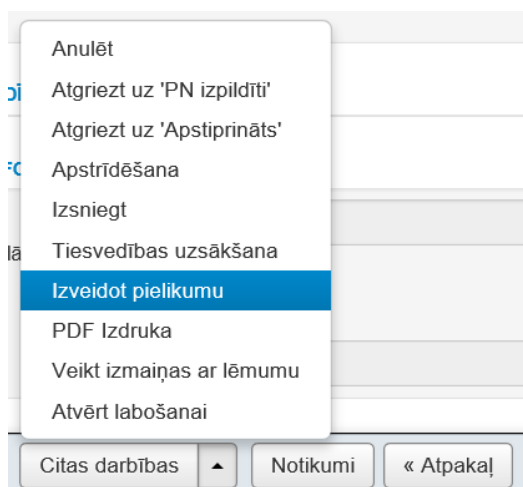 Anulēt
Atgriezt uz 'PN izpildīti'
Atgriezt uz 'Apstiprināts'
Apstrīdēšana
Izsniegt
Tiesvedības uzsākšana
Izveidot pielikumu
PDF Izdruka
Veikt izmaiņas ar lēmumu
Atvērt labošanai
Citas darbības Notikumi « Atpakaļ